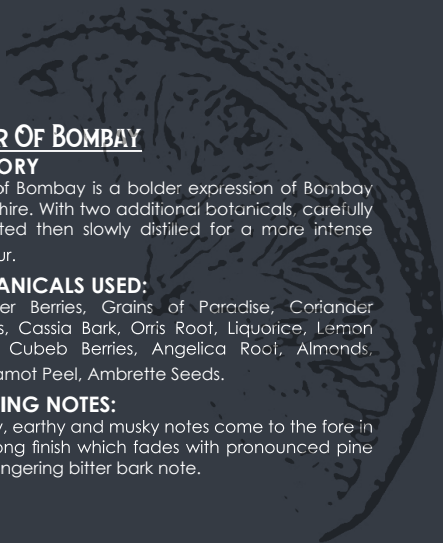 R OF BOMBAY
ORY
of Bombay is a bolder expression of Bombay
hire. With two additional botanicals, carefully
ted then slowly distilled for a more intense
ur.
ANICALS USED:
er Berries, Grains of Paradise, Coriander
s, Cassia Bark, Orris Root, Liquorice, Lemon
Cubeb Berries, Angelica Root, Almonds,
amot Peel, Ambrette Seeds.
ING NOTES:
y, earthy and musky notes come to the fore in
ong finish which fades with pronounced pine
ngering bitter bark note.